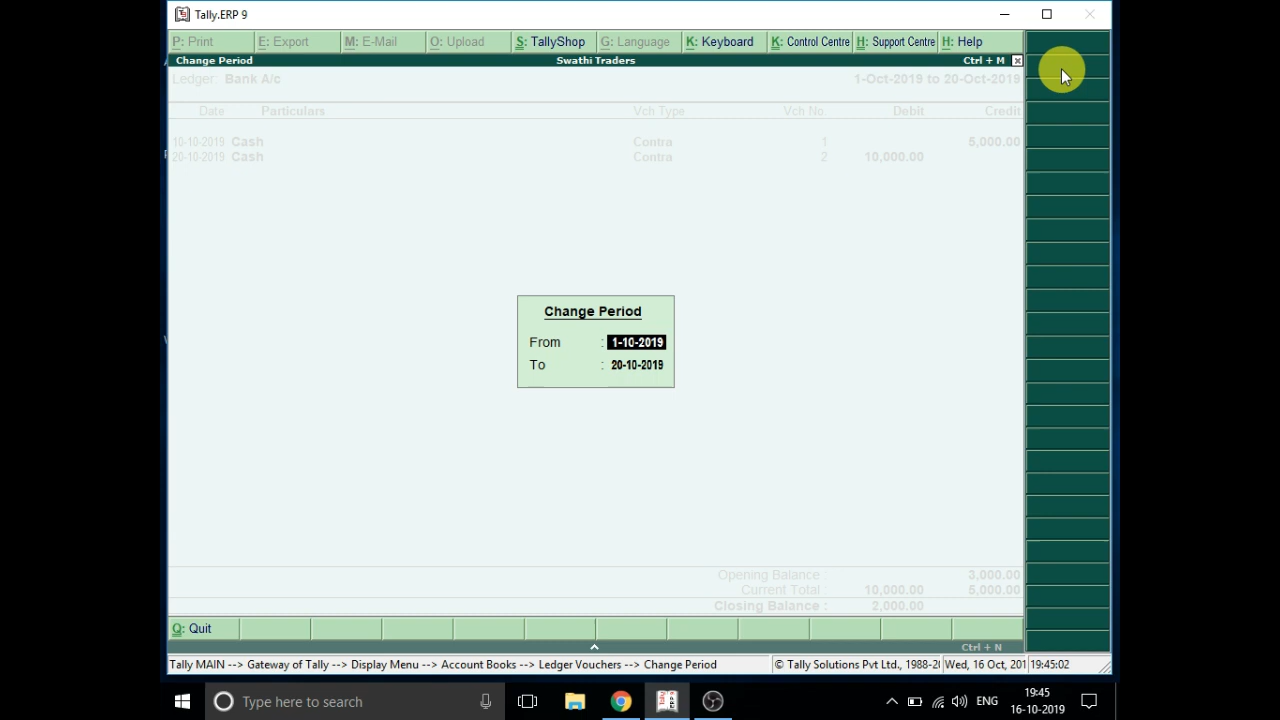 Tally.ERP 9
P: Print E: Export M: E-Mail O: Upload S: TallyShop G: Language K: Keyboard K: Control Centre H: Support Centre H: Help
Change Period Swathi Traders Ctrl + M
Ledger: Bank A/c 1-Oct-2019 to 20-Oct-2019
Date Particulars Vch Type Vch No. Debit Credit
10-10-2019 Cash Contra 1 5,000.00
20-10-2019 Cash Contra 2 10,000.00
Change Period
From : 1-10-2019
To : 20-10-2019
Opening Balance : 3,000.00
Current Total : 10,000.00 5,000.00
Closing Balance : 2,000.00
Q: Quit
Ctrl + N
Tally MAIN --> Gateway of Tally --> Display Menu --> Account Books --> Ledger Vouchers --> Change Period © Tally Solutions Pvt Ltd., 1988-20 Wed, 16 Oct, 201 19:45:02
Type here to search ENG 19:45
16-10-2019